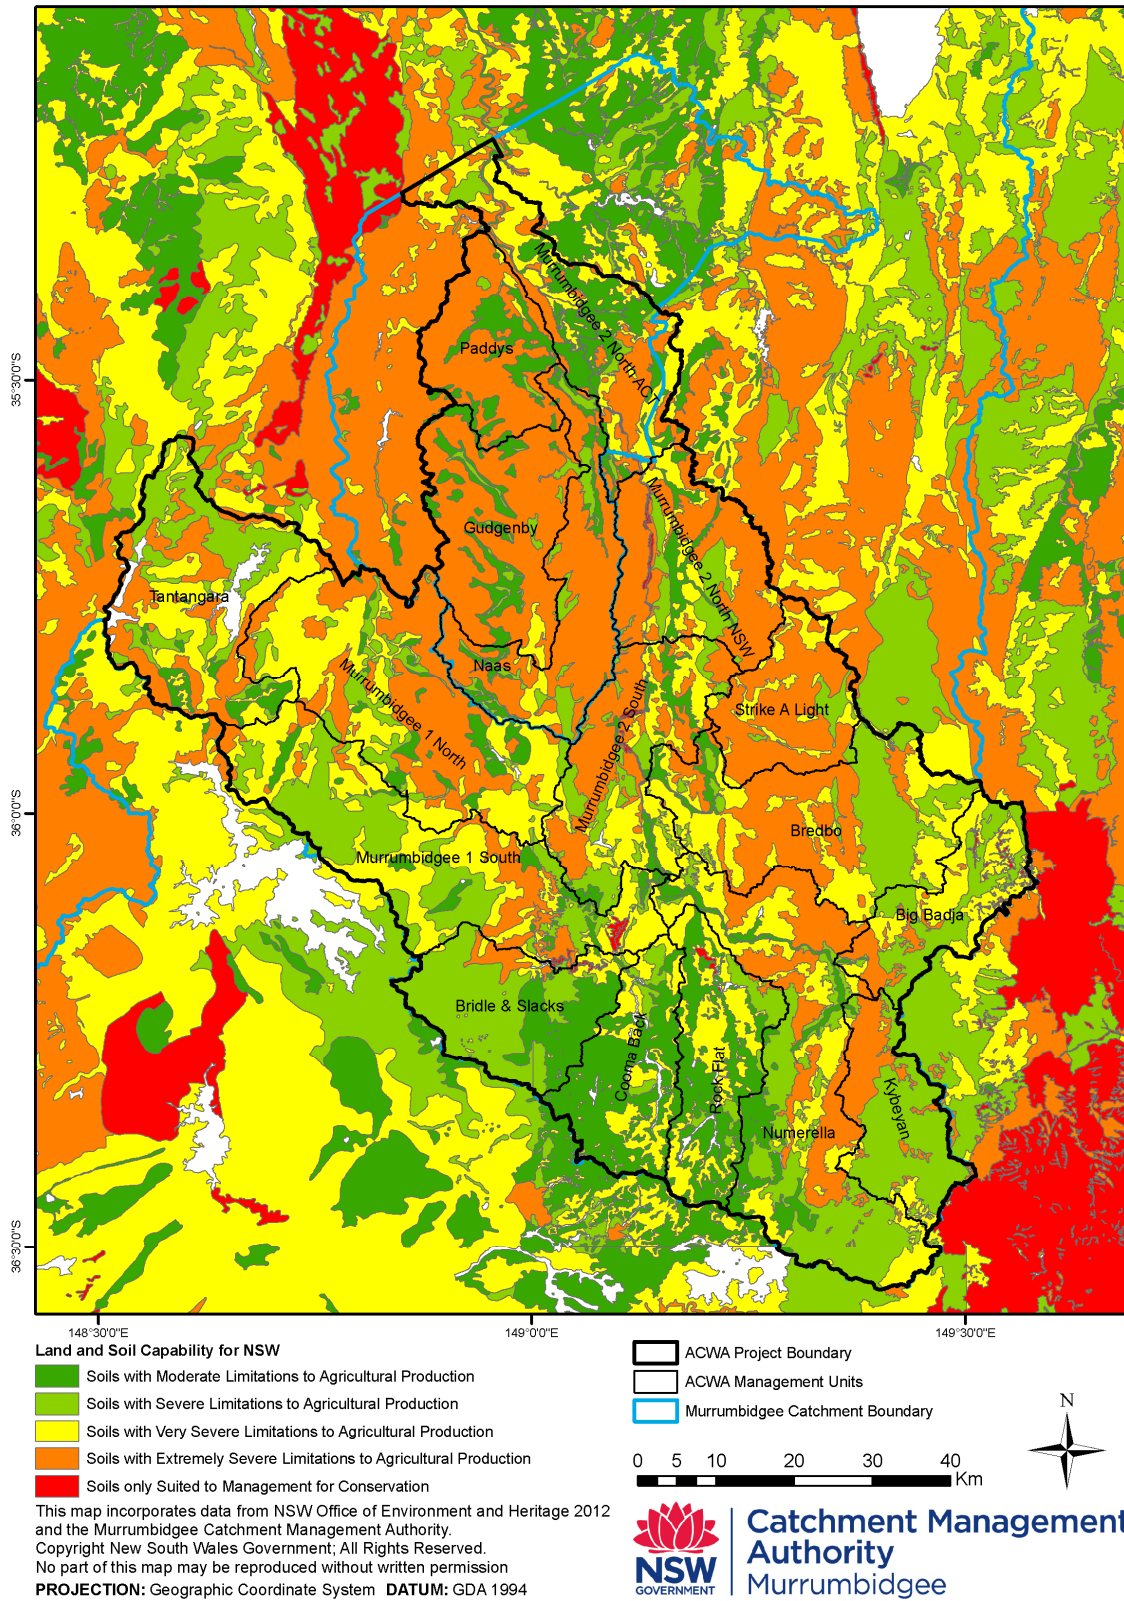 Murrumbidgee 2 North ACT
Paddys
35°30'0"S
Murrumbidgee 2 North NSW
Gudgenby
Tantangara
Naas
Murrumbidgee 1 North
Murrumbidgee 2 South
Strike A Light
36°0'0"S
Bredbo
Murrumbidgee 1 South
Big Badja
Bridle & Slacks
Cooma Back
Rock Flat
Kybeyan
Numerella
36°30'0"S
148°30'0"E
149°0'0"E
149°30'0"E
Land and Soil Capability for NSW
Soils with Moderate Limitations to Agricultural Production
Soils with Severe Limitations to Agricultural Production
Soils with Very Severe Limitations to Agricultural Production
Soils with Extremely Severe Limitations to Agricultural Production
Soils only Suited to Management for Conservation
This map incorporates data from NSW Office of Environment and Heritage 2012
and the Murrumbidgee Catchment Management Authority.
Copyright New South Wales Government; All Rights Reserved.
No part of this map may be reproduced without written permission
PROJECTION: Geographic Coordinate System DATUM: GDA 1994
ACWA Project Boundary
ACWA Management Units
Murrumbidgee Catchment Boundary
N
0 5 10 20 30 40
Km
NSW
GOVERNMENT
Catchment Management
Authority
Murrumbidgee